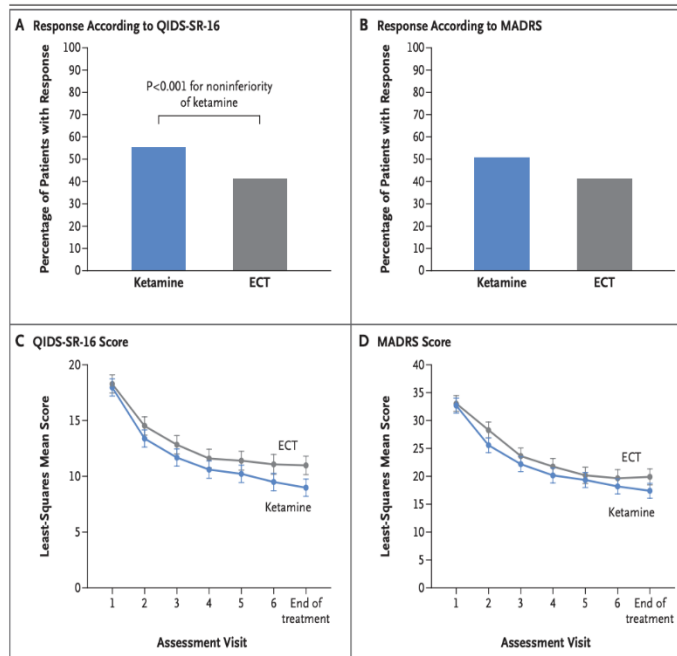 A Response According to QIDS-SR-16
Percentage of Patients with Response
100
90
80
70
60
50
40
30
20
10
0
P<0.001 for noninferiority
of ketamine
Ketamine
ECT
B Response According to MADRS
Percentage of Patients with Response
100
90
80
70
60
50
40
30
20
10
0
Ketamine
ECT
C QIDS-SR-16 Score
Least-Squares Mean Score
20
15
10
5
0
ECT
Ketamine
1
2
3
4
5
6
End of
treatment
Assessment Visit
D MADRS Score
Least-Squares Mean Score
40
35
30
25
20
15
10
5
0
ECT
Ketamine
1
2
3
4
5
6
End of
treatment
Assessment Visit